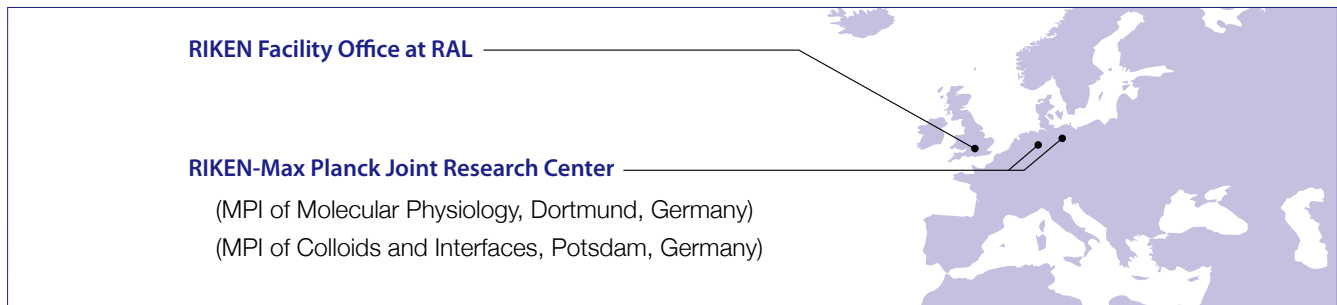 RIKEN Facility Office at RAL
RIKEN-Max Planck Joint Research Center
(MPI of Molecular Physiology, Dortmund, Germany)
(MPI of Colloids and Interfaces, Potsdam, Germany)